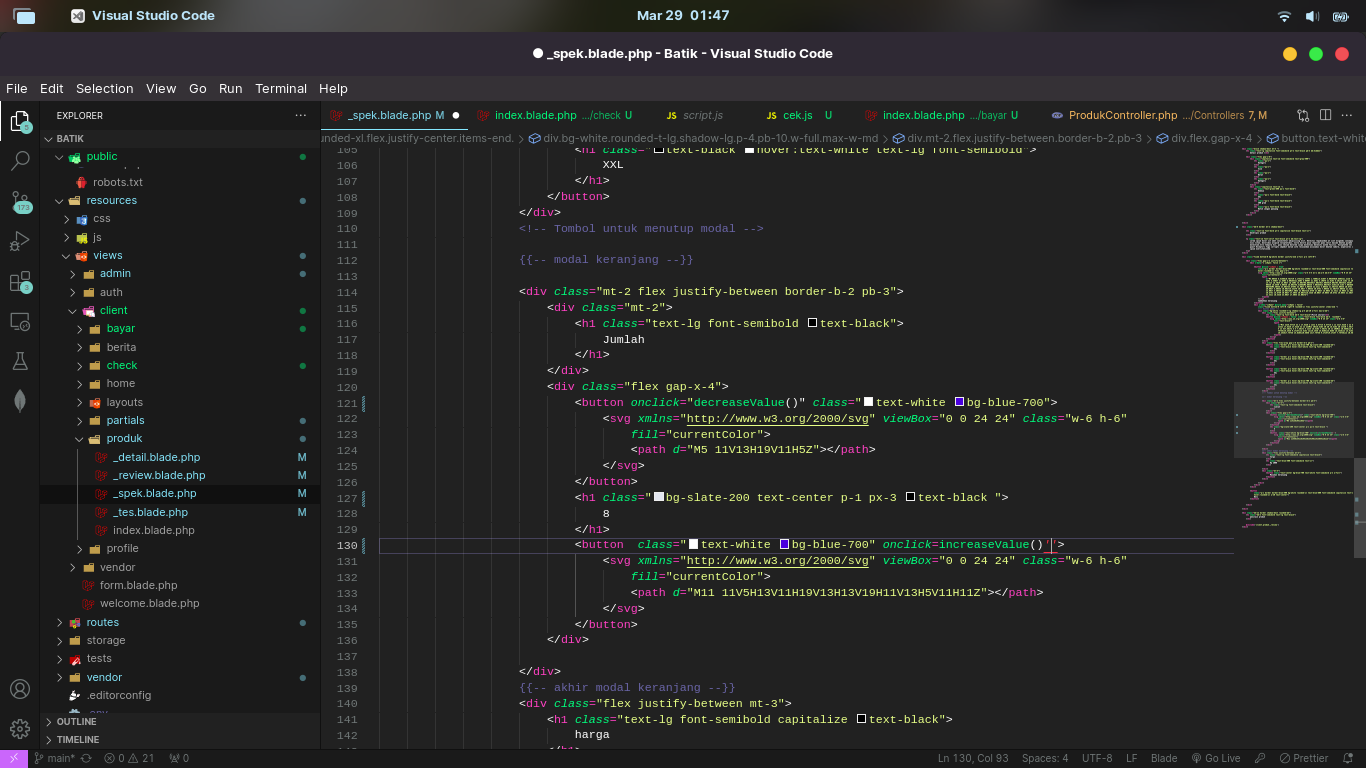 Visual Studio Code
Mar 29 01:47
_spek.blade.php - Batik - Visual Studio Code
File Edit Selection View Go Run Terminal Help
EXPLORER
_spek.blade.php M
index.blade.php .../check U
script.js
cek.js U
index.blade.php .../bayar U
ProdukController.php .../Controllers 7, M
BATIK
unded-xl.flex.justify-center.items-end. > div.bg-white.rounded-t-lg.shadow-lg.p-4.pb-10.w-full.max-w-md > div.mt-2.flex.justify-between.border-b-2.pb-3 > div.flex.gap-x-4 > button.text-white
public
robots.txt
resources
css
js
views
admin
auth
client
bayar
berita
check
home
layouts
partials
produk
_detail.blade.php M
_review.blade.php M
_spek.blade.php M
_tes.blade.php M
index.blade.php
profile
vendor
form.blade.php
welcome.blade.php
routes
storage
tests
vendor
.editorconfig
OUTLINE
TIMELINE
5
173
3
105 <h1 class="text-black hover:text-white text-lg font-semibold">
106 XXL
107 </h1>
108 </button>
109 </div>
110 <!-- Tombol untuk menutup modal -->
111
112 {{-- modal keranjang --}}
113
114 <div class="mt-2 flex justify-between border-b-2 pb-3">
115 <div class="mt-2">
116 <h1 class="text-lg font-semibold text-black">
117 Jumlah
118 </h1>
119 </div>
120 <div class="flex gap-x-4">
121 <button onclick="decreaseValue()" class="text-white bg-blue-700">
122 <svg xmlns="http://www.w3.org/2000/svg" viewBox="0 0 24 24" class="w-6 h-6"
123 fill="currentColor">
124 <path d="M5 11V13H19V11H5Z"></path>
125 </svg>
126 </button>
127 <h1 class="bg-slate-200 text-center p-1 px-3 text-black ">
128 8
129 </h1>
130 <button  class="text-white bg-blue-700" onclick=increaseValue()''>
131 <svg xmlns="http://www.w3.org/2000/svg" viewBox="0 0 24 24" class="w-6 h-6"
132 fill="currentColor">
133 <path d="M11 11V5H13V11H19V13H13V19H11V13H5V11H11Z"></path>
134 </svg>
135 </button>
136 </div>
137
138 </div>
139 {{-- akhir modal keranjang --}}
140 <div class="flex justify-between mt-3">
141 <h1 class="text-lg font-semibold capitalize text-black">
142 harga
main* 0 21 0
Ln 130, Col 93 Spaces: 4 UTF-8 LF Blade Go Live Prettier